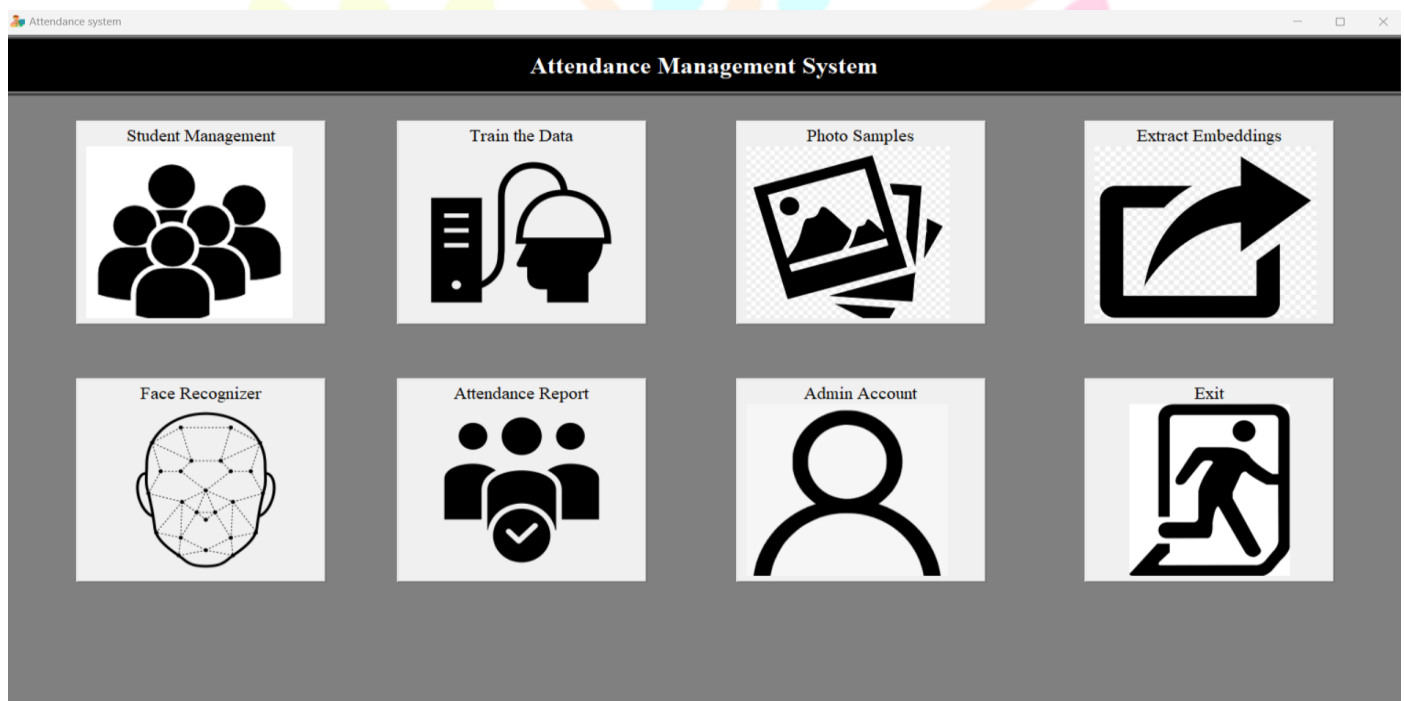 Attendance system
Attendance Management System
Student Management
Train the Data
Photo Samples
Extract Embeddings
Face Recognizer
Attendance Report
Admin Account
Exit